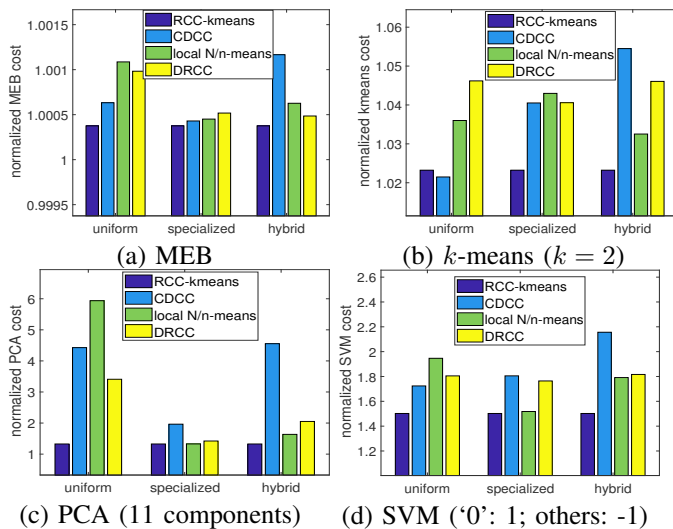 normalized MEB cost
1.0015
1.001
1.0005
1
0.9995
RCC-kmeans
CDCC
local N/n-means
DRCC
uniform
specialized
hybrid
(a) MEB
normalized kmeans cost
1.06
1.05
1.04
1.03
1.02
RCC-kmeans
CDCC
local N/n-means
DRCC
uniform
specialized
hybrid
(b) k-means (k = 2)
normalized PCA cost
6
5
4
3
2
1
RCC-kmeans
CDCC
local N/n-means
DRCC
uniform
specialized
hybrid
(c) PCA (11 components)
normalized SVM cost
2.6
2.4
2.2
2
1.8
1.6
1.4
1.2
RCC-kmeans
CDCC
local N/n-means
DRCC
uniform
specialized
hybrid
(d) SVM (‘0’: 1; others: -1)